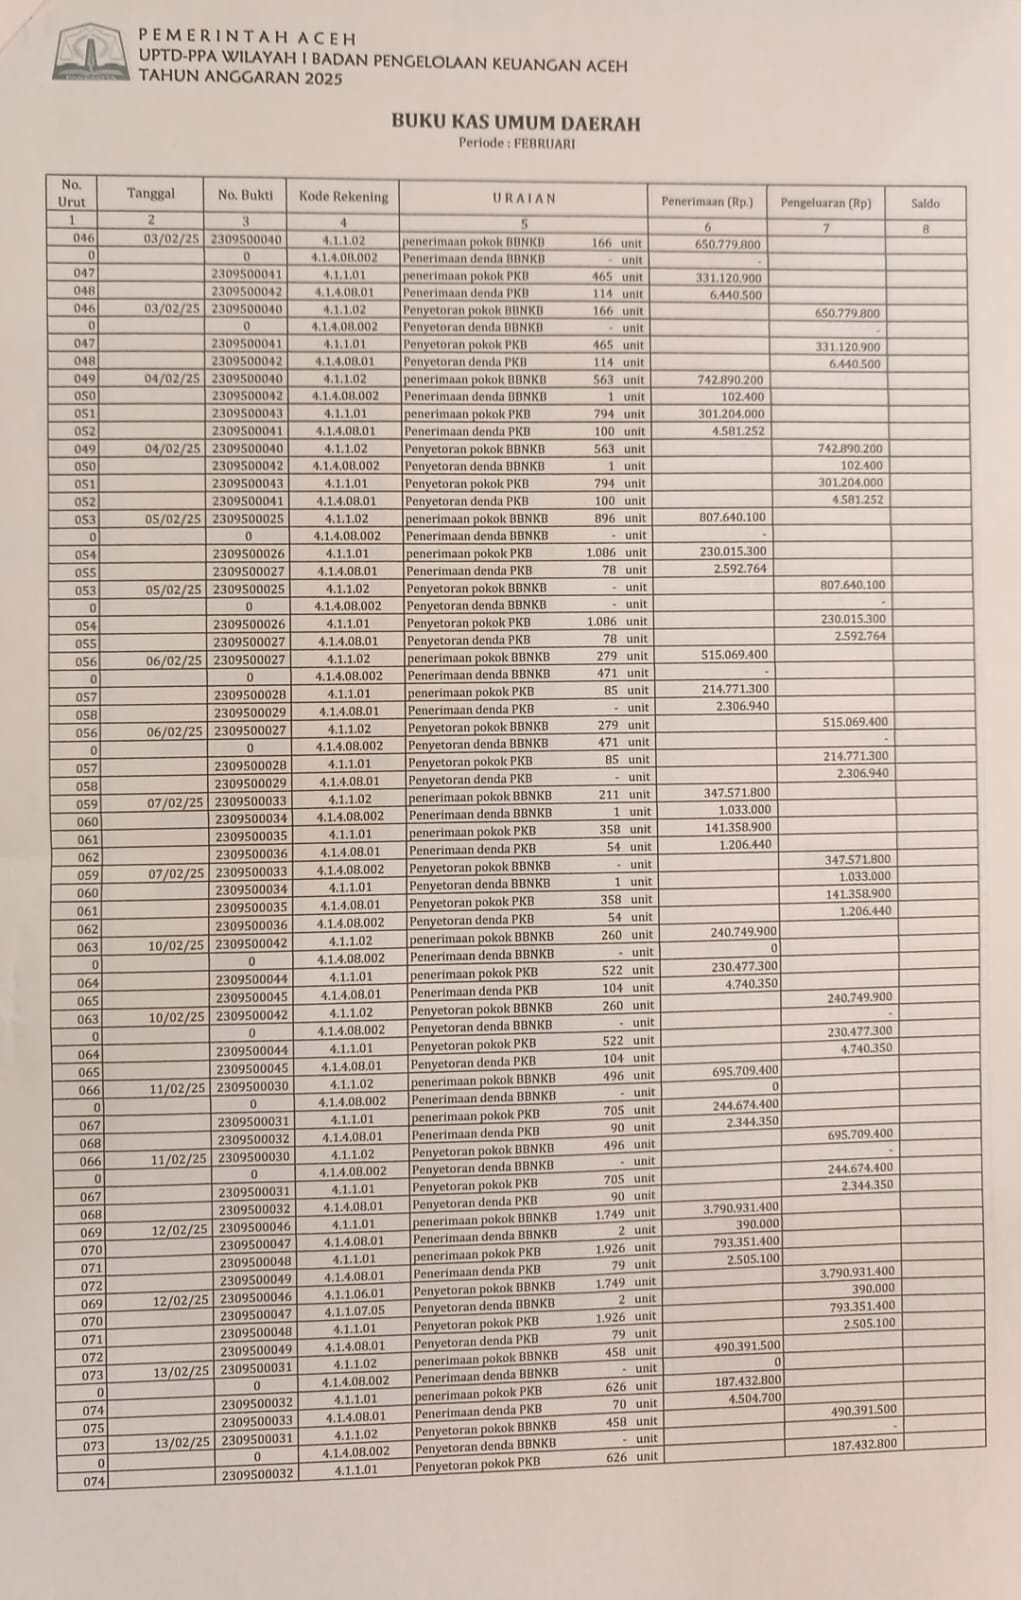 PEMERINTAH ACEH
UPTD-PPA WILAYAH I BADAN PENGELOLAAN KEUANGAN ACEH
TAHUN ANGGARAN 2025
BUKU KAS UMUM DAERAH
Periode : FEBRUARI
No. Urut Tanggal No. Bukti Kode Rekening URAIAN Penerimaan (Rp.) Pengeluaran (Rp) Saldo
1 2 3 4 5 6 7 8
046 03/02/25 2309500040 4.1.1.02 penerimaan pokok BBNKB 166 unit 650.779.800
0 0 4.1.4.08.002 Penerimaan denda BBNKB - unit -
047 2309500041 4.1.1.01 penerimaan pokok PKB 465 unit 331.120.900
048 2309500042 4.1.4.08.01 Penerimaan denda PKB 114 unit 6.440.500
046 03/02/25 2309500040 4.1.1.02 Penyetoran pokok BBNKB 166 unit 650.779.800
0 0 4.1.4.08.002 Penyetoran denda BBNKB - unit -
047 2309500041 4.1.1.01 Penyetoran pokok PKB 465 unit 331.120.900
048 2309500042 4.1.4.08.01 Penyetoran denda PKB 114 unit 6.440.500
049 04/02/25 2309500040 4.1.1.02 penerimaan pokok BBNKB 563 unit 742.890.200
050 2309500042 4.1.4.08.002 Penerimaan denda BBNKB 1 unit 102.400
051 2309500043 4.1.1.01 penerimaan pokok PKB 794 unit 301.204.000
052 2309500041 4.1.4.08.01 Penerimaan denda PKB 100 unit 4.581.252
049 04/02/25 2309500040 4.1.1.02 Penyetoran pokok BBNKB 563 unit 742.890.200
050 2309500042 4.1.4.08.002 Penyetoran denda BBNKB 1 unit 102.400
051 2309500043 4.1.1.01 Penyetoran pokok PKB 794 unit 301.204.000
052 2309500041 4.1.4.08.01 Penyetoran denda PKB 100 unit 4.581.252
053 05/02/25 2309500025 4.1.1.02 penerimaan pokok BBNKB 896 unit 807.640.100
0 0 4.1.4.08.002 Penerimaan denda BBNKB - unit -
054 2309500026 4.1.1.01 penerimaan pokok PKB 1.086 unit 230.015.300
055 2309500027 4.1.4.08.01 Penerimaan denda PKB 78 unit 2.592.764
053 05/02/25 2309500025 4.1.1.02 Penyetoran pokok BBNKB - unit 807.640.100
0 0 4.1.4.08.002 Penyetoran denda BBNKB - unit -
054 2309500026 4.1.1.01 Penyetoran pokok PKB 1.086 unit 230.015.300
055 2309500027 4.1.4.08.01 Penyetoran denda PKB 78 unit 2.592.764
056 06/02/25 2309500027 4.1.1.02 penerimaan pokok BBNKB 279 unit 515.069.400
0 0 4.1.4.08.002 Penerimaan denda BBNKB 471 unit -
057 2309500028 4.1.1.01 penerimaan pokok PKB 85 unit 214.771.300
058 2309500029 4.1.4.08.01 Penerimaan denda PKB - unit 2.306.940
056 06/02/25 2309500027 4.1.1.02 Penyetoran pokok BBNKB 279 unit 515.069.400
0 0 4.1.4.08.002 Penyetoran denda BBNKB 471 unit -
057 2309500028 4.1.1.01 Penyetoran pokok PKB 85 unit 214.771.300
058 2309500029 4.1.4.08.01 Penyetoran denda PKB - unit 2.306.940
059 07/02/25 2309500033 4.1.1.02 penerimaan pokok BBNKB 211 unit 347.571.800
060 2309500034 4.1.4.08.002 Penerimaan denda BBNKB 1 unit 1.033.000
061 2309500035 4.1.1.01 penerimaan pokok PKB 358 unit 141.358.900
062 2309500036 4.1.4.08.01 Penerimaan denda PKB 54 unit 1.206.440
059 07/02/25 2309500033 4.1.4.08.002 Penyetoran pokok BBNKB - unit 347.571.800
060 2309500034 4.1.1.01 Penyetoran denda BBNKB 1 unit 1.033.000
061 2309500035 4.1.4.08.01 Penyetoran pokok PKB 358 unit 141.358.900
062 2309500036 4.1.4.08.002 Penyetoran denda PKB 54 unit 1.206.440
063 10/02/25 2309500042 4.1.1.02 penerimaan pokok BBNKB 260 unit 240.749.900
0 0 4.1.4.08.002 Penerimaan denda BBNKB - unit 0
064 2309500044 4.1.1.01 penerimaan pokok PKB 522 unit 230.477.300
065 2309500045 4.1.4.08.01 Penerimaan denda PKB 104 unit 4.740.350
063 10/02/25 2309500042 4.1.1.02 Penyetoran pokok BBNKB 260 unit 240.749.900
0 0 4.1.4.08.002 Penyetoran denda BBNKB - unit -
064 2309500044 4.1.1.01 Penyetoran pokok PKB 522 unit 230.477.300
065 2309500045 4.1.4.08.01 Penyetoran denda PKB 104 unit 4.740.350
066 11/02/25 2309500030 4.1.1.02 penerimaan pokok BBNKB 496 unit 695.709.400
0 0 4.1.4.08.002 Penerimaan denda BBNKB - unit 0
067 2309500031 4.1.1.01 penerimaan pokok PKB 705 unit 244.674.400
068 2309500032 4.1.4.08.01 Penerimaan denda PKB 90 unit 2.344.350
066 11/02/25 2309500030 4.1.1.02 Penyetoran pokok BBNKB 496 unit 695.709.400
0 0 4.1.4.08.002 Penyetoran denda BBNKB - unit -
067 2309500031 4.1.1.01 Penyetoran pokok PKB 705 unit 244.674.400
068 2309500032 4.1.4.08.01 Penyetoran denda PKB 90 unit 2.344.350
069 12/02/25 2309500046 4.1.1.01 penerimaan pokok BBNKB 1.749 unit 3.790.931.400
070 2309500047 4.1.4.08.01 Penerimaan denda BBNKB 2 unit 390.000
071 2309500048 4.1.1.01 penerimaan pokok PKB 1.926 unit 793.351.400
072 2309500049 4.1.4.08.01 Penerimaan denda PKB 79 unit 2.505.100
069 12/02/25 2309500046 4.1.1.06.01 Penyetoran pokok BBNKB 1.749 unit 3.790.931.400
070 2309500047 4.1.1.07.05 Penyetoran denda BBNKB 2 unit 390.000
071 2309500048 4.1.1.01 Penyetoran pokok PKB 1.926 unit 793.351.400
072 2309500049 4.1.4.08.01 Penyetoran denda PKB 79 unit 2.505.100
073 13/02/25 2309500031 4.1.1.02 penerimaan pokok BBNKB 458 unit 490.391.500
0 0 4.1.4.08.002 Penerimaan denda BBNKB - unit 0
074 2309500032 4.1.1.01 penerimaan pokok PKB 626 unit 187.432.800
075 2309500033 4.1.4.08.01 Penerimaan denda PKB 70 unit 4.504.700
073 13/02/25 2309500031 4.1.1.02 Penyetoran pokok BBNKB 458 unit 490.391.500
0 0 4.1.4.08.002 Penyetoran denda BBNKB - unit -
074 2309500032 4.1.1.01 Penyetoran pokok PKB 626 unit 187.432.800